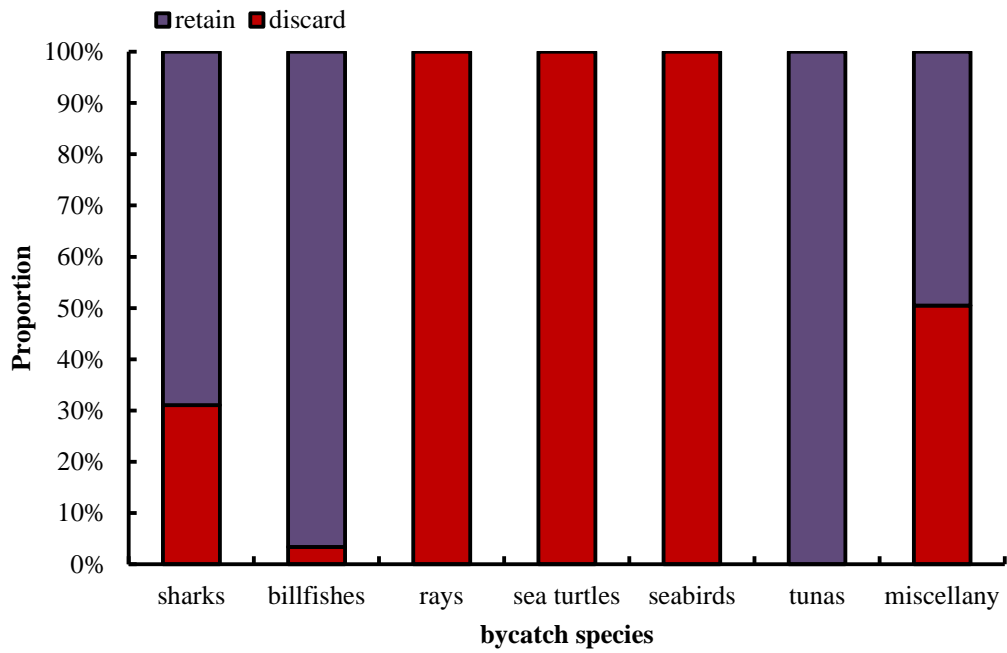 retain discard
100%
90%
80%
70%
60%
50%
40%
30%
20%
10%
0%
Proportion
sharks billfishes rays sea turtles seabirds tunas miscellany
bycatch species